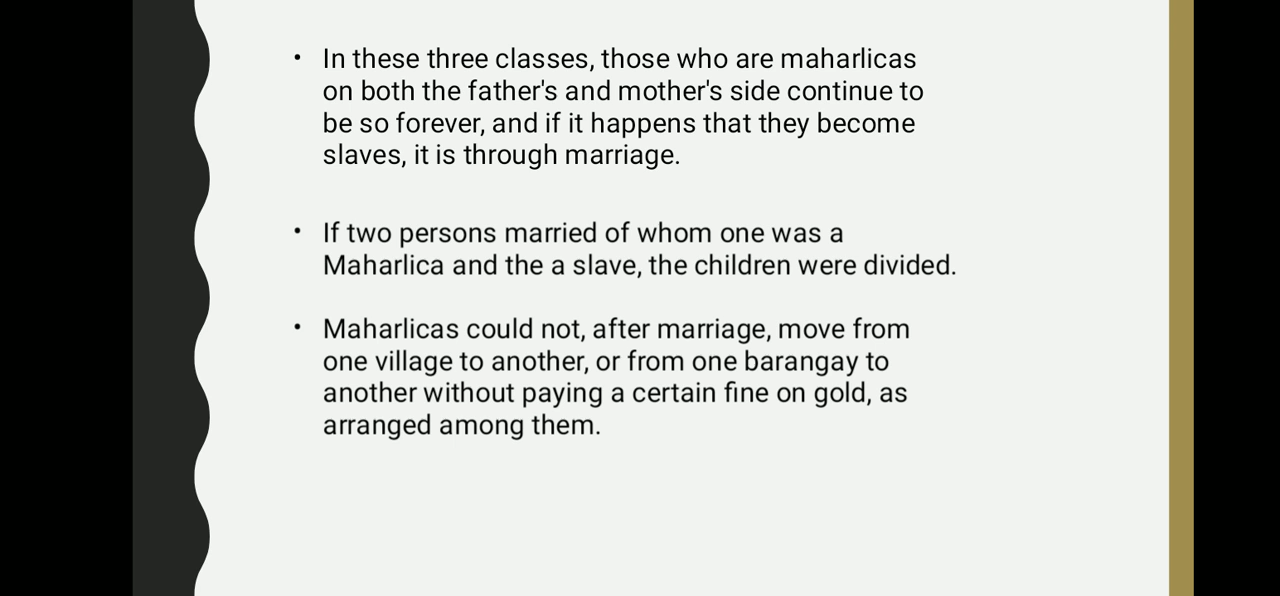 • In these three classes, those who are maharlicas
on both the father's and mother's side continue to
be so forever, and if it happens that they become
slaves, it is through marriage.
• If two persons married of whom one was a
Maharlica and the a slave, the children were divided.
• Maharlicas could not, after marriage, move from
one village to another, or from one barangay to
another without paying a certain fine on gold, as
arranged among them.